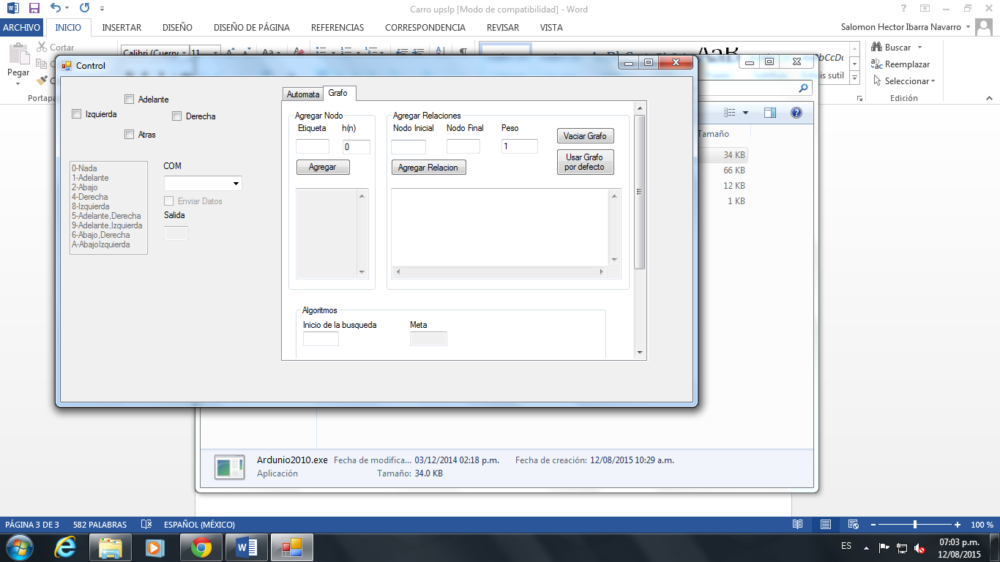 Carro upslp [Modo de compatibilidad] - Word
ARCHIVO INICIO INSERTAR DISEÑO DISEÑO DE PÁGINA REFERENCIAS CORRESPONDENCIA REVISAR VISTA
Salomon Hector Ibarra Navarro
Cortar
Pegar
Calibri (Cuerpo 11
Buscar
Reemplazar
Seleccionar
Edición
Control
Adelante
Izquierda
Derecha
Atras
0-Nada
1-Adelante
2-Abajo
4-Derecha
8-Izquierda
5-Adelante,Derecha
9-Adelante,Izquierda
6-Abajo,Derecha
A-AbajoIzquierda
COM
Enviar Datos
Salida
Automata Grafo
Agregar Nodo
Etiqueta h(n)
0
Agregar
Agregar Relaciones
Nodo Inicial Nodo Final Peso
1
Agregar Relacion
Vaciar Grafo
Usar Grafo
por defecto
Algoritmos
Inicio de la busqueda Meta
Tamaño
34 KB
66 KB
12 KB
1 KB
Ardunio2010.exe Fecha de modifica... 03/12/2014 02:18 p.m. Fecha de creación: 12/08/2015 10:29 a.m.
Aplicación Tamaño: 34.0 KB
PÁGINA 3 DE 3 582 PALABRAS ESPAÑOL (MÉXICO) 100 %
ES
07:03 p.m.
12/08/2015